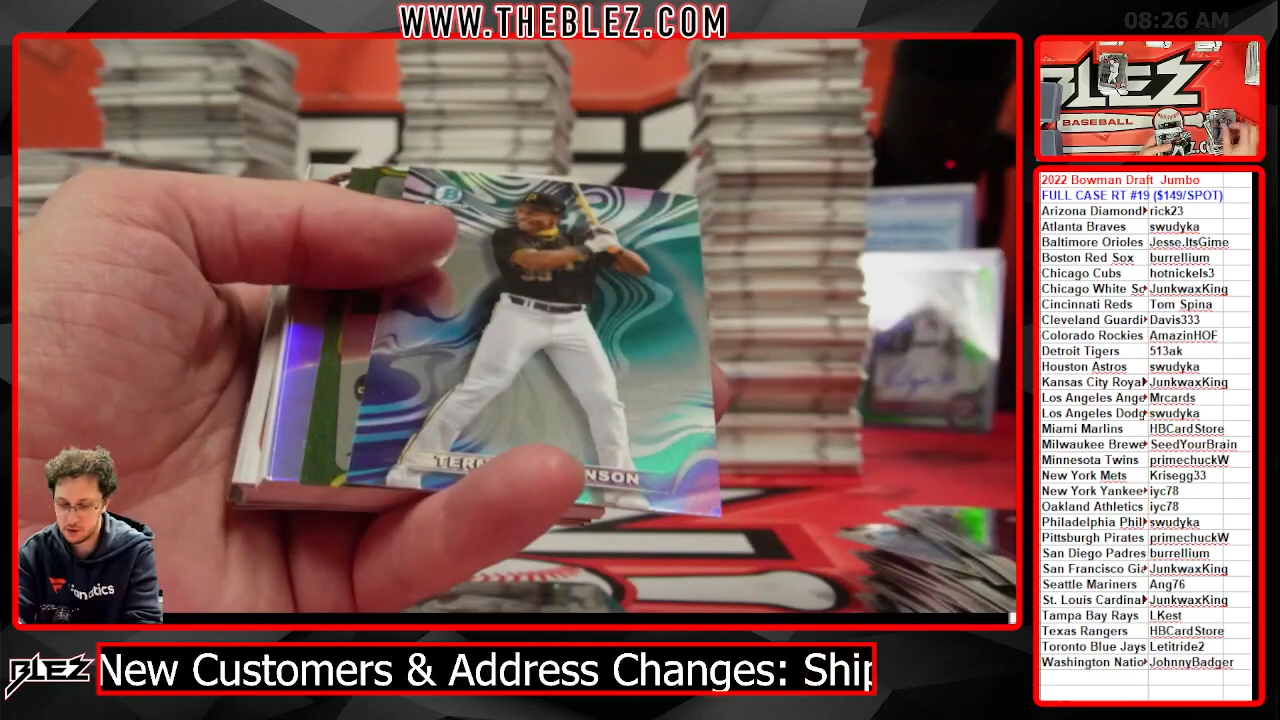 WWW.THEBLEZ.COM
08:26 AM
BLEZ
BASEBALL
2022 Bowman Draft Jumbo
FULL CASE RT #19 ($149/SPOT)
Arizona Diamond rick23
Atlanta Braves swudyka
Baltimore Orioles Jesse.ItsGime
Boston Red Sox burrellium
Chicago Cubs hotnickels3
Chicago White So JunkwaxKing
Cincinnati Reds Tom Spina
Cleveland Guardi Davis333
Colorado Rockies AmazinHOF
Detroit Tigers 513ak
Houston Astros swudyka
Kansas City Roya JunkwaxKing
Los Angeles Ange Mrcards
Los Angeles Dodg swudyka
Miami Marlins HBCardStore
Milwaukee Brewe SeedYourBrain
Minnesota Twins primechuckW
New York Mets Krisegg33
New York Yankee iyc78
Oakland Athletics iyc78
Philadelphia Phil swudyka
Pittsburgh Pirates primechuckW
San Diego Padres burrellium
San Francisco Gia JunkwaxKing
Seattle Mariners Ang76
St. Louis Cardina JunkwaxKing
Tampa Bay Rays LKest
Texas Rangers HBCardStore
Toronto Blue Jays Letitride2
Washington Natio JohnnyBadger
B
TER
NSON
Fanatics
BLEZ
New Customers & Address Changes: Ship